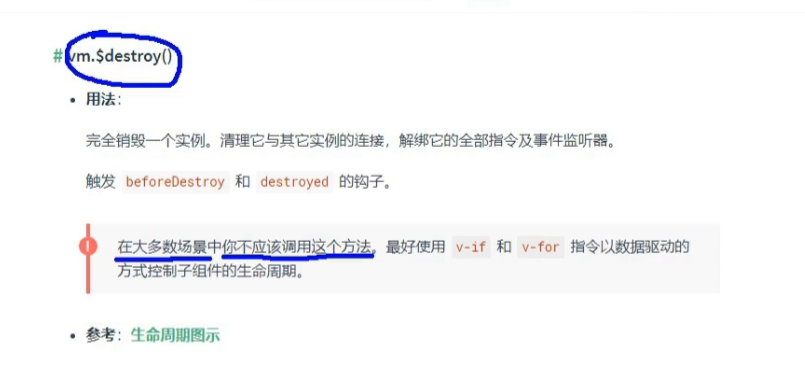 # vm.$destroy()
• 用法：
完全销毁一个实例。清理它与其它实例的连接，解绑它的全部指令及事件监听器。
触发 beforeDestroy 和 destroyed 的钩子。
! 在大多数场景中你不应该调用这个方法。最好使用 v-if 和 v-for 指令以数据驱动的
方式控制子组件的生命周期。
• 参考：生命周期图示